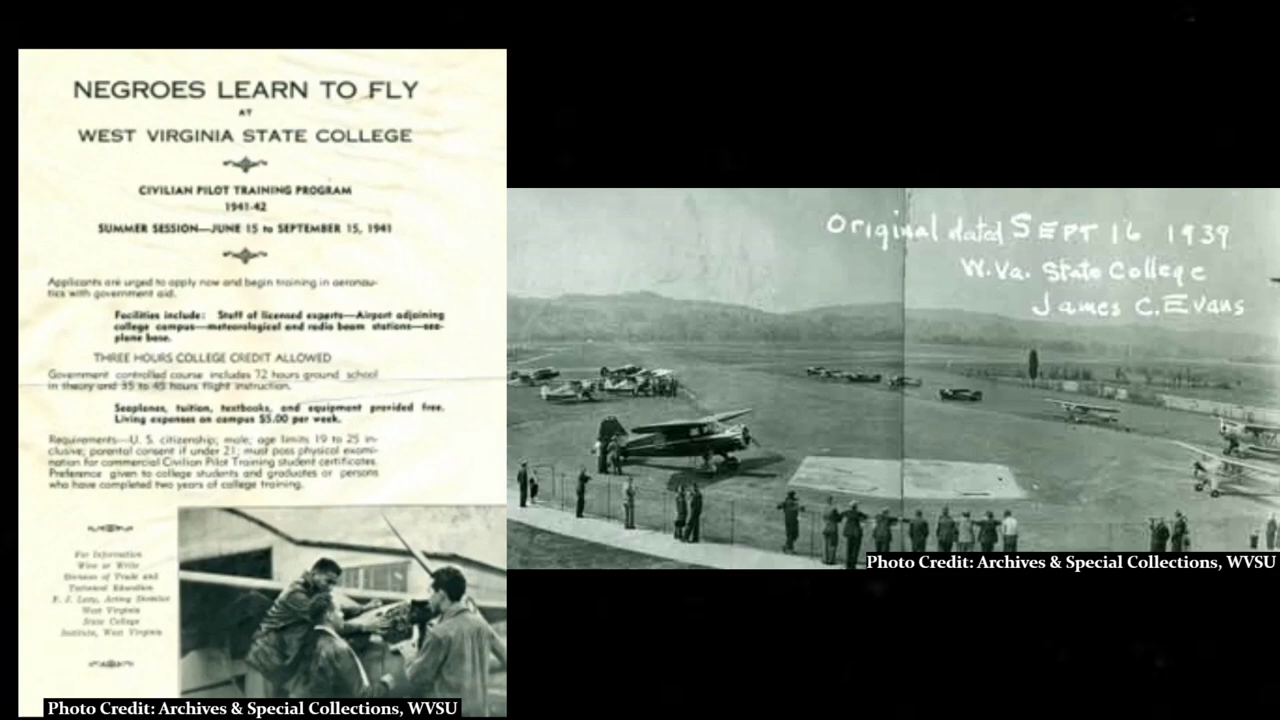 NEGROES LEARN TO FLY
AT
WEST VIRGINIA STATE COLLEGE
CIVILIAN PILOT TRAINING PROGRAM
1941-42
SUMMER SESSION—JUNE 15 to SEPTEMBER 15, 1941
Applicants are urged to apply now and begin training in aeronau-
tics with government aid.
Facilities include: Staff of licensed experts—Airport adjoining
college campus—meteorological and radio beam stations—sea-
plane base.
THREE HOURS COLLEGE CREDIT ALLOWED
Government controlled course includes 72 hours ground school
in theory and 35 to 45 hours flight instruction.
Seaplanes, tuition, textbooks, and equipment provided free.
Living expenses on campus $5.00 per week.
Requirements—U. S. citizenship; male; age limits 19 to 25 in-
clusive; parental consent if under 21; must pass physical exami-
nation for commercial Civilian Pilot Training student certificates.
Preference given to college students and graduates or persons
who have completed two years of college training.
For Information
Wire or Write
Division of Trade and
Technical Education
Acting Director
West Virginia
State College
Institute, West Virginia
Photo Credit: Archives & Special Collections, WVSU
Original dated SEPT 16 1939
W.Va. State College
James C. Evans
Photo Credit: Archives & Special Collections, WVSU